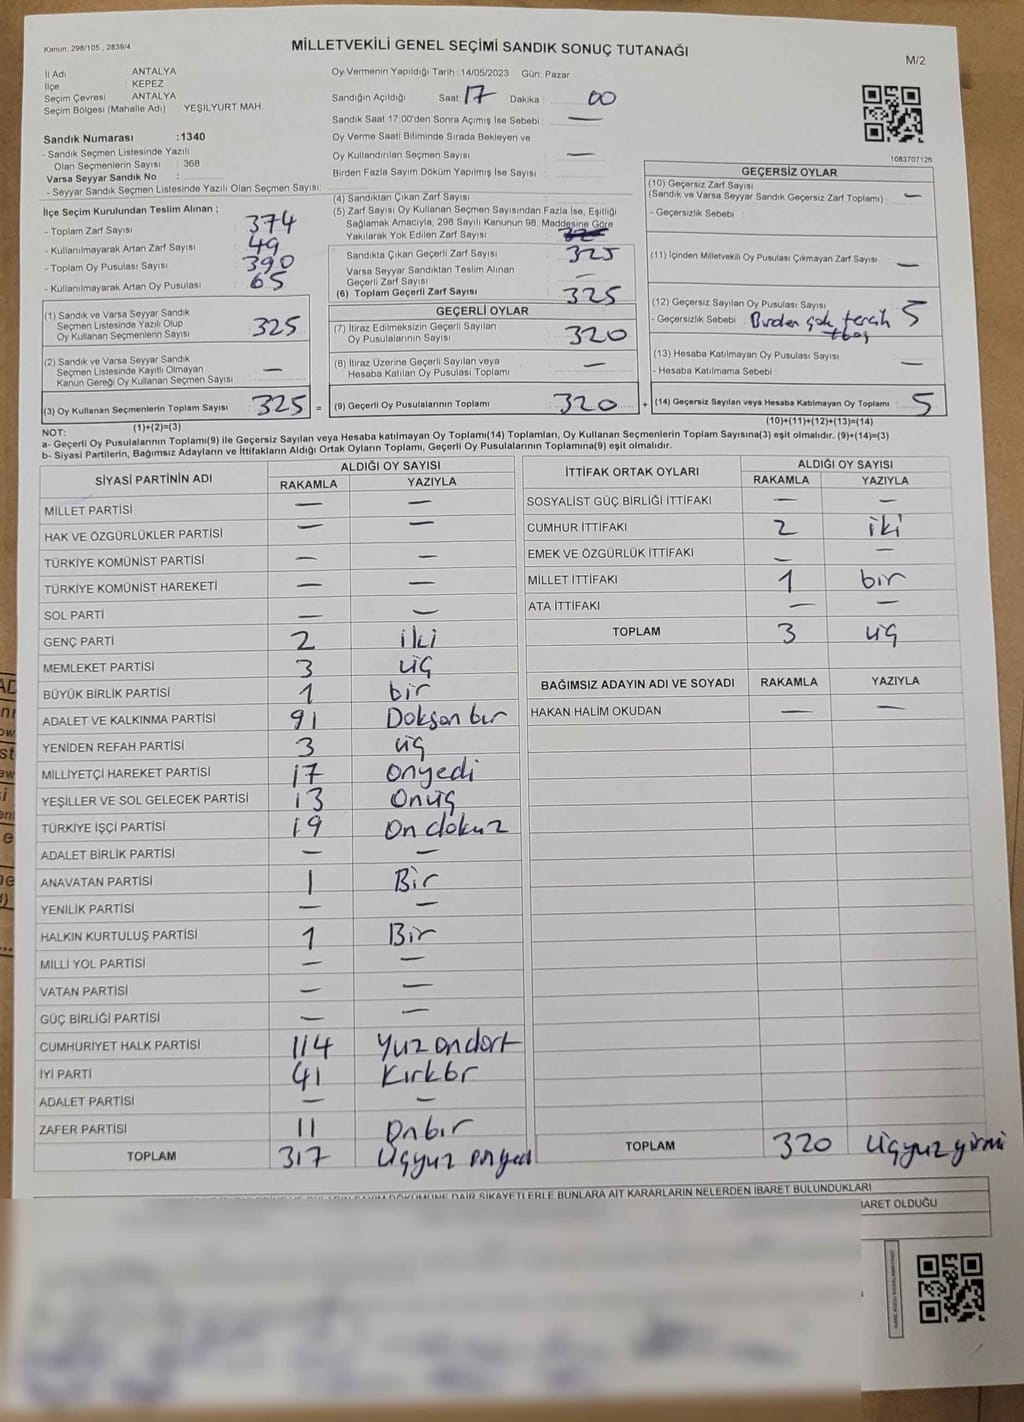 Kanun: 298/105 , 2839/4
MİLLETVEKİLİ GENEL SEÇİMİ SANDIK SONUÇ TUTANAĞI
M/2
İl Adı : ANTALYA
İlçe : KEPEZ
Seçim Çevresi : ANTALYA
Seçim Bölgesi (Mahalle Adı) : YEŞİLYURT MAH.
Sandık Numarası :1340
- Sandık Seçmen Listesinde Yazılı
Olan Seçmenlerin Sayısı : 368
Varsa Seyyar Sandık No :
- Seyyar Sandık Seçmen Listesinde Yazılı Olan Seçmen Sayısı:
Oy Vermenin Yapıldığı Tarih :14/05/2023 Gün: Pazar
Sandığın Açıldığı Saat: 17 Dakika : 00
Sandık Saat 17:00'den Sonra Açımış İse Sebebi : —
Oy Verme Saati Bitiminde Sırada Bekleyen ve
Oy Kullandırılan Seçmen Sayısı : —
Birden Fazla Sayım Döküm Yapılmış İse Sayısı :
1083707126
İlçe Seçim Kurulundan Teslim Alınan ;
- Toplam Zarf Sayısı : 374
- Kullanılmayarak Artan Zarf Sayısı : 49
- Toplam Oy Pusulası Sayısı : 390
- Kullanılmayarak Artan Oy Pusulası : 65
(4) Sandıktan Çıkan Zarf Sayısı :
(5) Zarf Sayısı Oy Kullanan Seçmen Sayısından Fazla İse, Eşitliği
Sağlamak Amacıyla; 298 Sayılı Kanunun 98. Maddesine Göre
Yakılarak Yok Edilen Zarf Sayısı :
Sandıkta Çıkan Geçerli Zarf Sayısı : 325
Varsa Seyyar Sandıktan Teslim Alınan
Geçerli Zarf Sayısı : —
(6) Toplam Geçerli Zarf Sayısı : 325
GEÇERSİZ OYLAR
(10) Geçersiz Zarf Sayısı
(Sandık ve Varsa Seyyar Sandık Geçersiz Zarf Toplamı) : —
- Geçersizlik Sebebi :
(11) İçinden Milletvekili Oy Pusulası Çıkmayan Zarf Sayısı : —
(12) Geçersiz Sayılan Oy Pusulası Sayısı : 5
- Geçersizlik Sebebi : Birden çok tercih
(13) Hesaba Katılmayan Oy Pusulası Sayısı : —
- Hesaba Katılmama Sebebi :
(14) Geçersiz Sayılan veya Hesaba Katılmayan Oy Toplamı : 5
(10)+(11)+(12)+(13)=(14)
(1) Sandık ve Varsa Seyyar Seyyar Sandık
Seçmen Listesinde Yazılı Olup
Oy Kullanan Seçmenlerin Sayısı : 325
(2) Sandık ve Varsa Seyyar Sandık
Seçmen Listesinde Kayıtlı Olmayan
Kanun Gereği Oy Kullanan Seçmen Sayısı : —
(3) Oy Kullanan Seçmenlerin Toplam Sayısı : 325 =
(1)+(2)=(3)
GEÇERLİ OYLAR
(7) İtiraz Edilmeksizin Geçerli Sayılan
Oy Pusulalarının Sayısı : 320
(8) İtiraz Üzerine Geçerli Sayılan veya
Hesaba Katılan Oy Pusulası Toplamı : —
(9) Geçerli Oy Pusulalarının Toplamı : 320 +
NOT:
a- Geçerli Oy Pusulalarının Toplamı(9) ile Geçersiz Sayılan veya Hesaba katılmayan Oy Toplamı(14) Toplamları, Oy Kullanan Seçmenlerin Toplam Sayısına(3) eşit olmalıdır. (9)+(14)=(3)
b- Siyasi Partilerin, Bağımsız Adayların ve İttifakların Aldığı Ortak Oyların Toplamı, Geçerli Oy Pusulalarının Toplamına(9) eşit olmalıdır.
SİYASİ PARTİNİN ADI ALDIĞI OY SAYISI
RAKAMLA YAZIYLA
MİLLET PARTİSİ — —
HAK VE ÖZGÜRLÜKLER PARTİSİ — —
TÜRKİYE KOMÜNİST PARTİSİ — —
TÜRKİYE KOMÜNİST HAREKETİ — —
SOL PARTİ — —
GENÇ PARTİ 2 iki
MEMLEKET PARTİSİ 3 üç
BÜYÜK BİRLİK PARTİSİ 1 bir
ADALET VE KALKINMA PARTİSİ 91 Doksan bir
YENİDEN REFAH PARTİSİ 3 üç
MİLLİYETÇİ HAREKET PARTİSİ 17 onyedi
YEŞİLLER VE SOL GELECEK PARTİSİ 13 Onüç
TÜRKİYE İŞÇİ PARTİSİ 19 On dokuz
ADALET BİRLİK PARTİSİ — —
ANAVATAN PARTİSİ 1 Bir
YENİLİK PARTİSİ — —
HALKIN KURTULUŞ PARTİSİ 1 Bir
MİLLİ YOL PARTİSİ — —
VATAN PARTİSİ — —
GÜÇ BİRLİĞİ PARTİSİ — —
CUMHURİYET HALK PARTİSİ 114 Yüz ondört
İYİ PARTİ 41 Kırkbir
ADALET PARTİSİ — —
ZAFER PARTİSİ 11 Onbir
TOPLAM 317 Üçyüz onyed
İTTİFAK ORTAK OYLARI ALDIĞI OY SAYISI
RAKAMLA YAZIYLA
SOSYALİST GÜÇ BİRLİĞİ İTTİFAKI — —
CUMHUR İTTİFAKI 2 iki
EMEK VE ÖZGÜRLÜK İTTİFAKI — —
MİLLET İTTİFAKI 1 bir
ATA İTTİFAKI — —
TOPLAM 3 üç
BAĞIMSIZ ADAYIN ADI VE SOYADI RAKAMLA YAZIYLA
HAKAN HALİM OKUDAN — —
TOPLAM 320 üçyüz yirmi
DÖKÜMÜNE DAİR ŞİKAYETLERLE BUNLARA AİT KARARLARIN NELERDEN İBARET BULUNDUKLARI
İBARET OLDUĞU